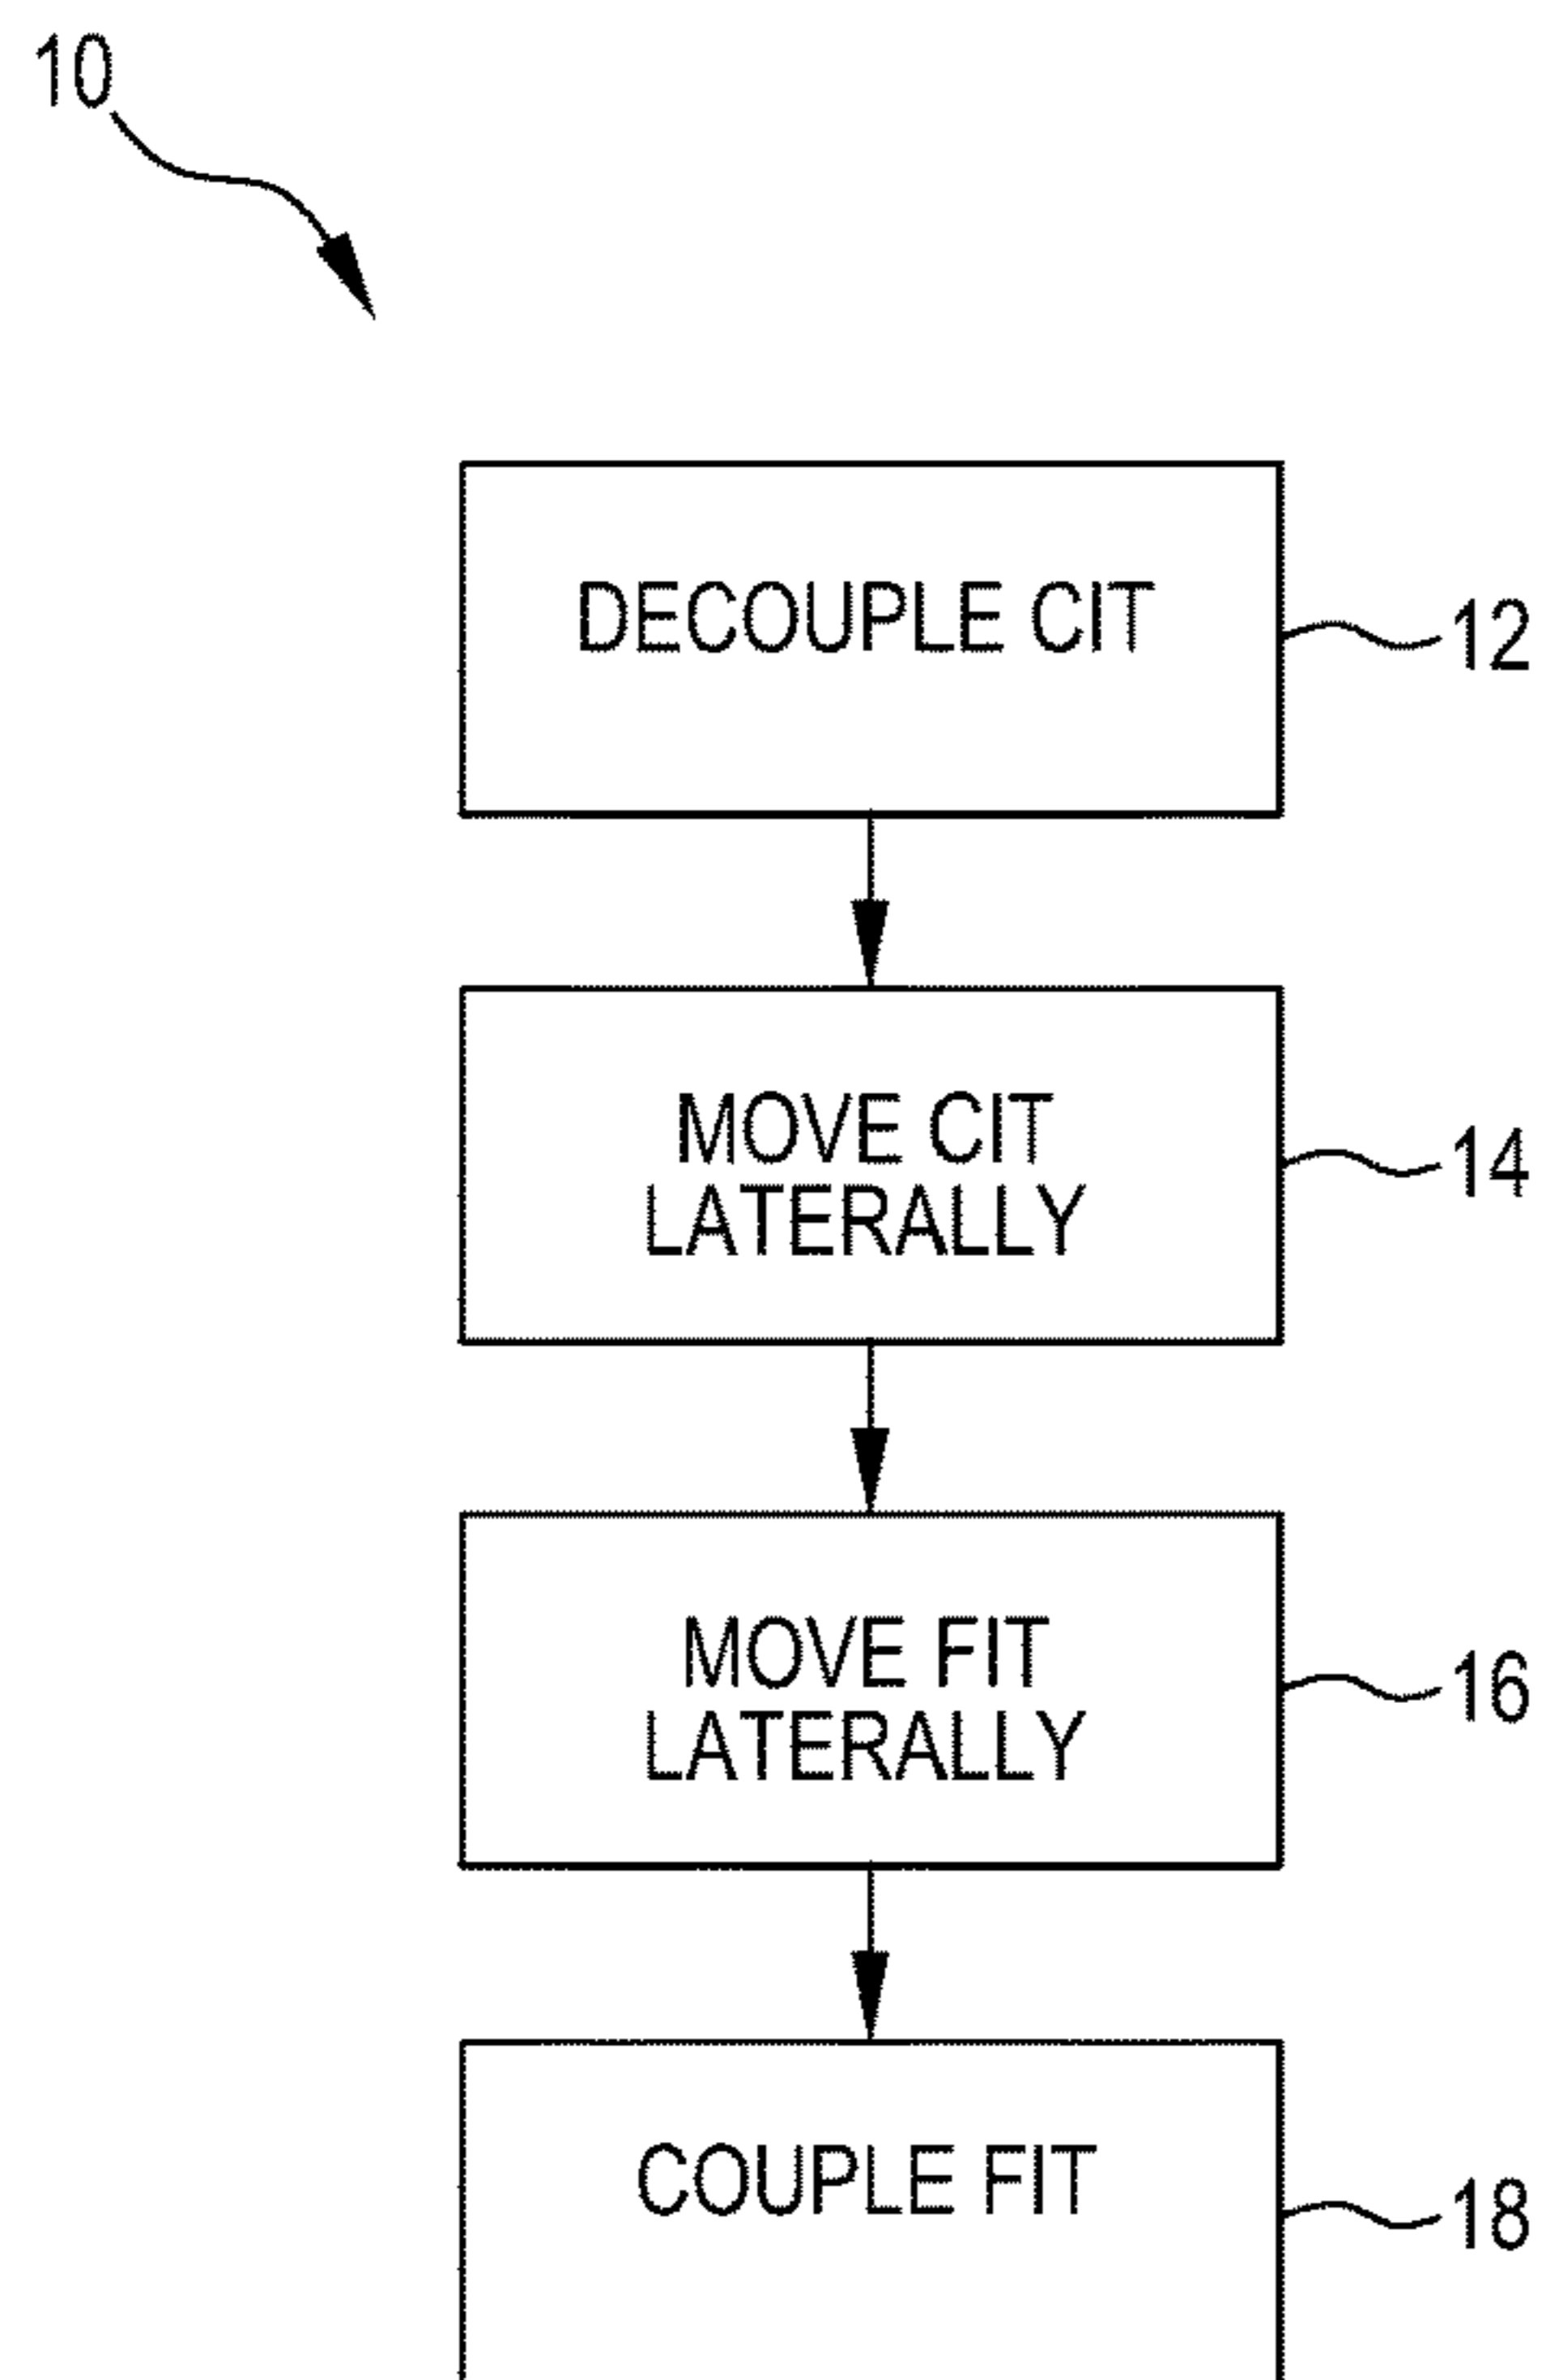 10
DECOUPLE CIT
12
MOVE CIT
LATERALLY
14
MOVE FIT
LATERALLY
16
COUPLE FIT
18